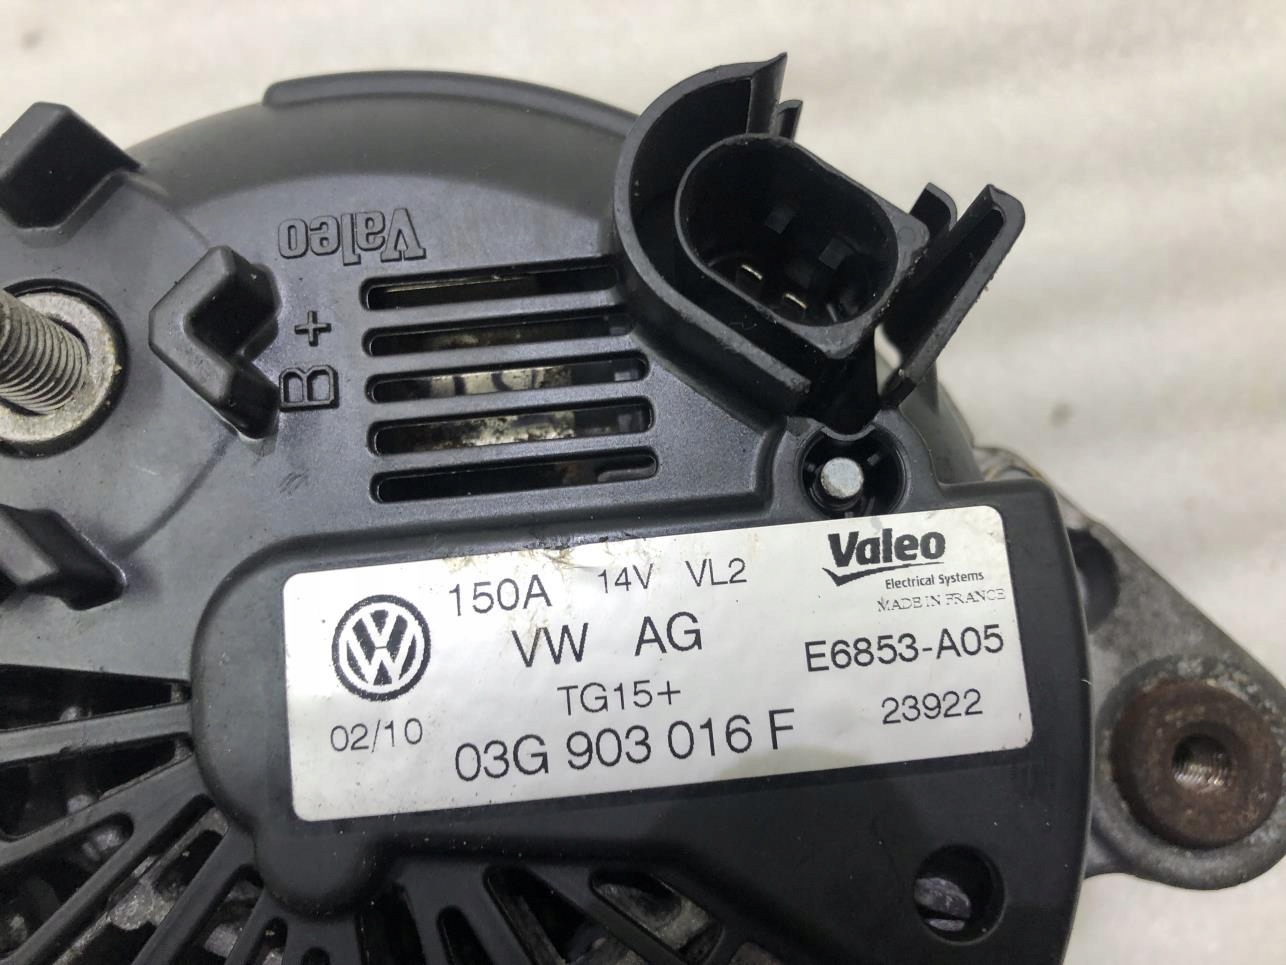 Valeo
B +
150A 14V VL2
VW AG
TG15+
02/10
03G 903 016 F
Valeo
Electrical Systems
MADE IN FRANCE
E6853-A05
23922